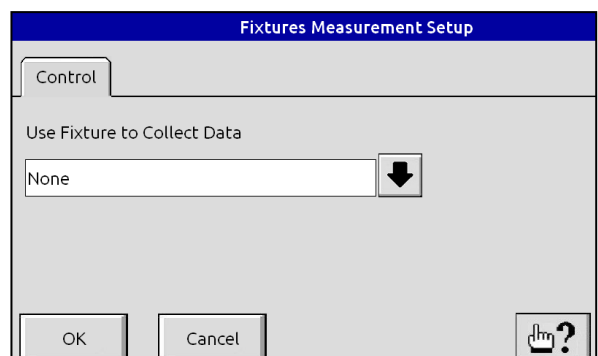 Fixtures Measurement Setup
Control
Use Fixture to Collect Data
None
OK Cancel ?